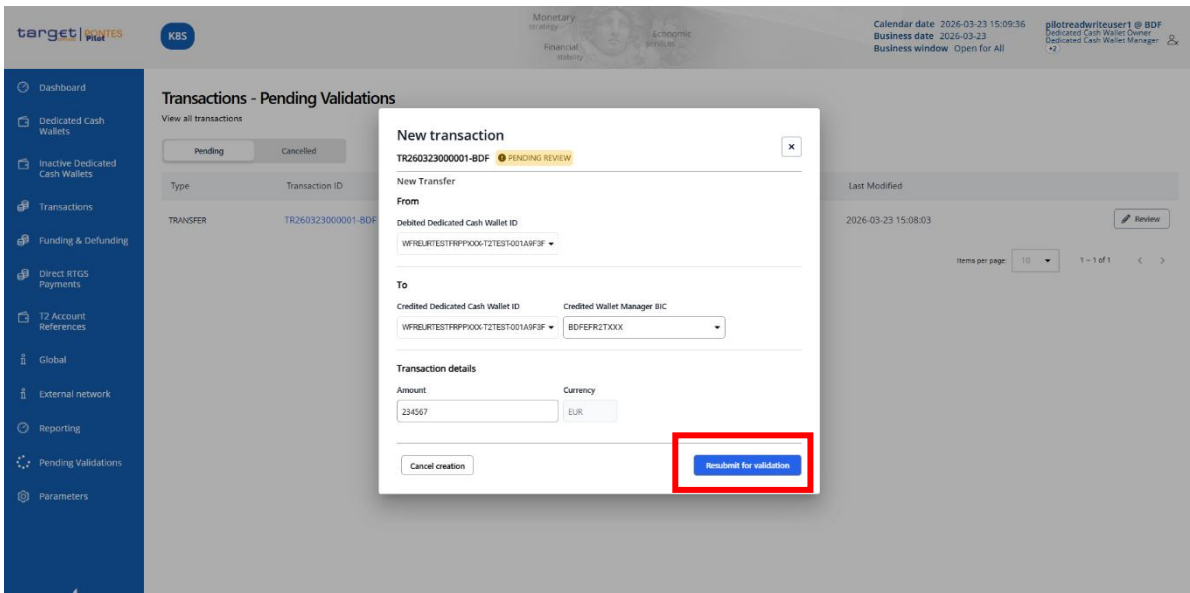 target | PONTES
Pilot
KBS
Monetary
strategy
Economic
services
Financial
stability
Calendar date 2026-03-23 15:09:36
Business date 2026-03-23
Business window Open for All
pilotreadwriteuser1 @ BDF
Dedicated Cash Wallet Owner
Dedicated Cash Wallet Manager
+2
Dashboard
Dedicated Cash
Wallets
Inactive Dedicated
Cash Wallets
Transactions
Funding & Defunding
Direct RTGS
Payments
T2 Account
References
Global
External network
Reporting
Pending Validations
Parameters
Transactions - Pending Validations
View all transactions
Pending Cancelled
Type Transaction ID Last Modified
TRANSFER TR260323000001-BDF 2026-03-23 15:08:03 Review
Items per page: 10 1 – 1 of 1
New transaction
TR260323000001-BDF PENDING REVIEW
New Transfer
From
Debited Dedicated Cash Wallet ID
WFREURTESTFRPPXXX-T2TEST-001A9F3F
To
Credited Dedicated Cash Wallet ID Credited Wallet Manager BIC
WFREURTESTFRPPXXX-T2TEST-001A9F3F BDFEFR2TXXX
Transaction details
Amount Currency
234567 EUR
Cancel creation Resubmit for validation